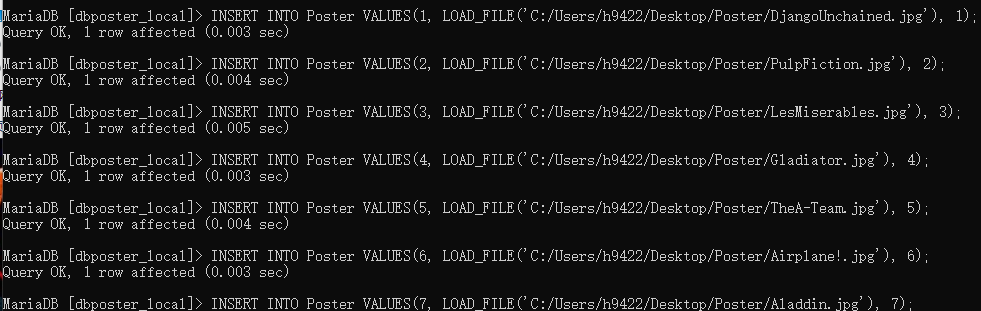 MariaDB [dbposter_local]> INSERT INTO Poster VALUES(1, LOAD_FILE('C:/Users/h9422/Desktop/Poster/DjangoUnchained.jpg'), 1);
Query OK, 1 row affected (0.003 sec)
MariaDB [dbposter_local]> INSERT INTO Poster VALUES(2, LOAD_FILE('C:/Users/h9422/Desktop/Poster/PulpFiction.jpg'), 2);
Query OK, 1 row affected (0.004 sec)
MariaDB [dbposter_local]> INSERT INTO Poster VALUES(3, LOAD_FILE('C:/Users/h9422/Desktop/Poster/LesMiserables.jpg'), 3);
Query OK, 1 row affected (0.005 sec)
MariaDB [dbposter_local]> INSERT INTO Poster VALUES(4, LOAD_FILE('C:/Users/h9422/Desktop/Poster/Gladiator.jpg'), 4);
Query OK, 1 row affected (0.003 sec)
MariaDB [dbposter_local]> INSERT INTO Poster VALUES(5, LOAD_FILE('C:/Users/h9422/Desktop/Poster/TheA-Team.jpg'), 5);
Query OK, 1 row affected (0.004 sec)
MariaDB [dbposter_local]> INSERT INTO Poster VALUES(6, LOAD_FILE('C:/Users/h9422/Desktop/Poster/Airplane!.jpg'), 6);
Query OK, 1 row affected (0.003 sec)
MariaDB [dbposter_local]> INSERT INTO Poster VALUES(7, LOAD_FILE('C:/Users/h9422/Desktop/Poster/Aladdin.jpg'), 7);